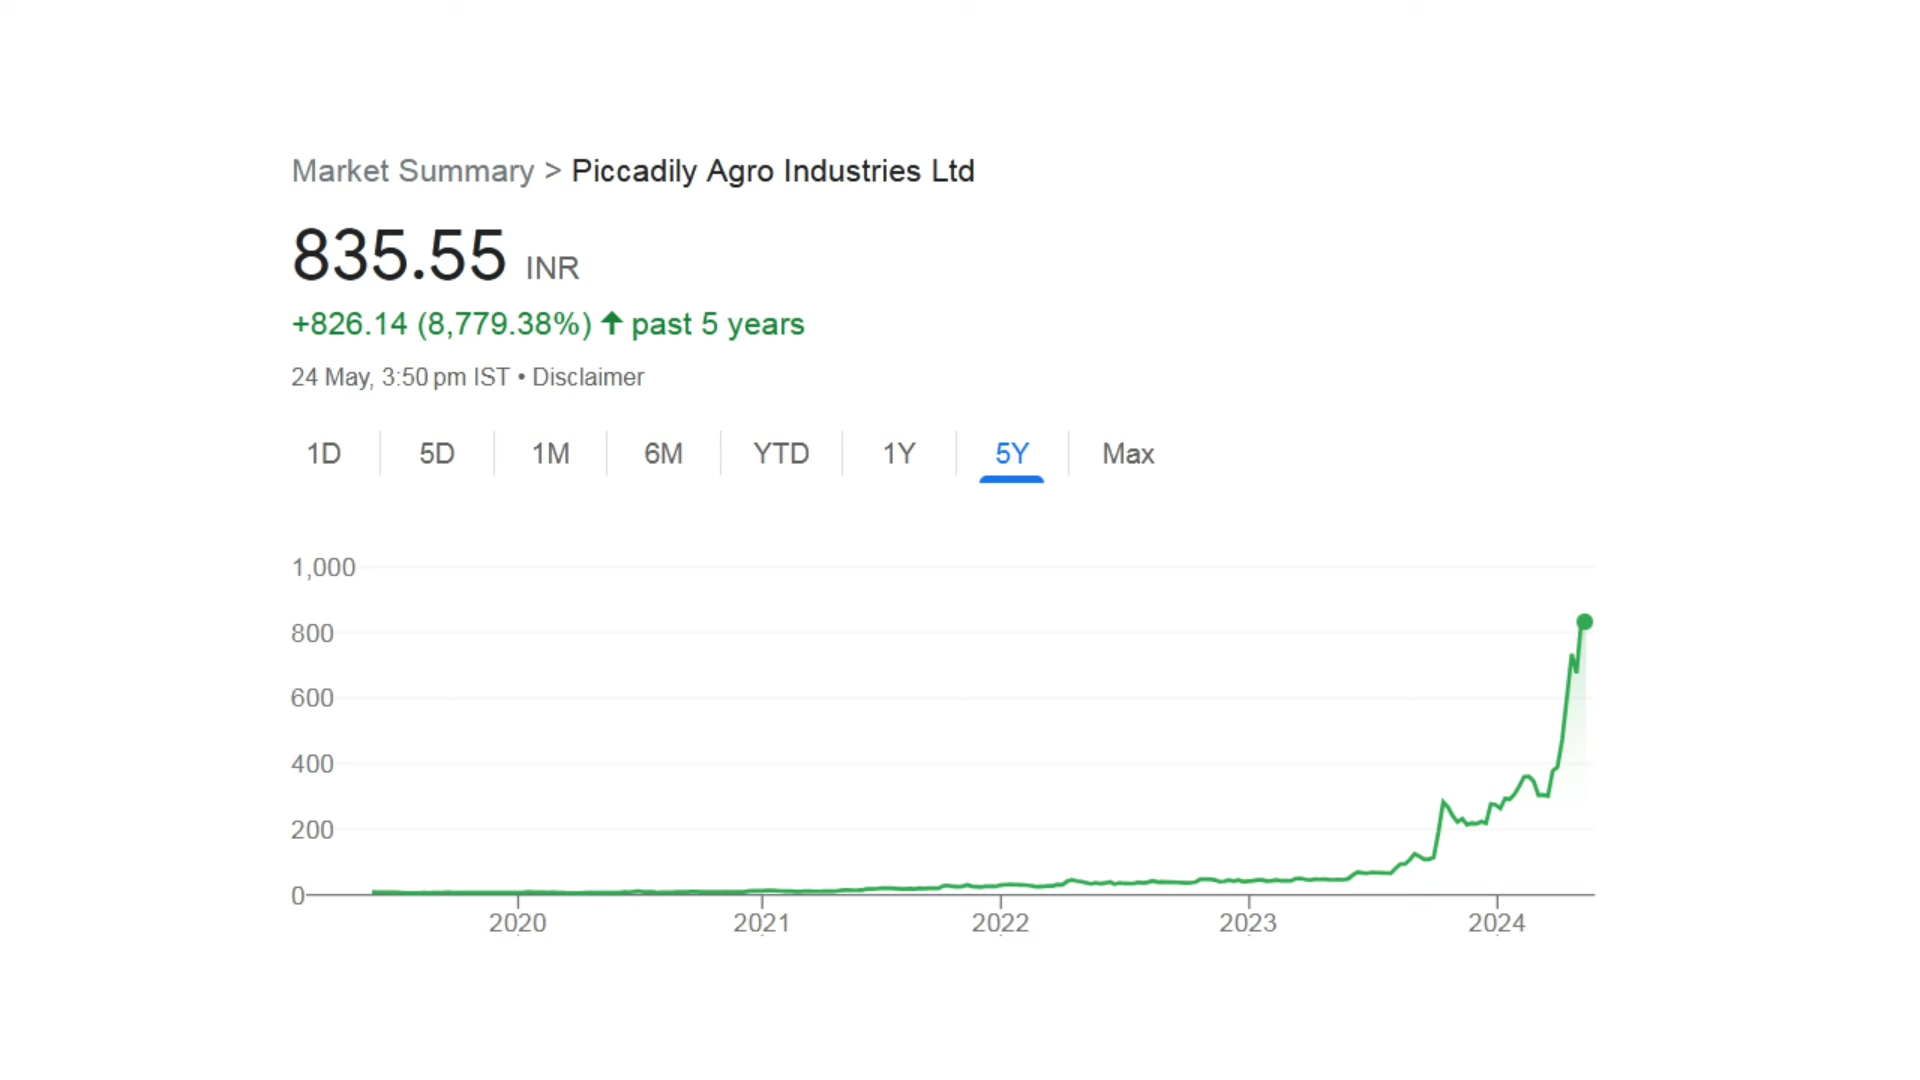 Market Summary > Piccadily Agro Industries Ltd
835.55 INR
+826.14 (8,779.38%) ↑ past 5 years
24 May, 3:50 pm IST • Disclaimer
1D 5D 1M 6M YTD 1Y 5Y Max
1,000
800
600
400
200
0
2020 2021 2022 2023 2024